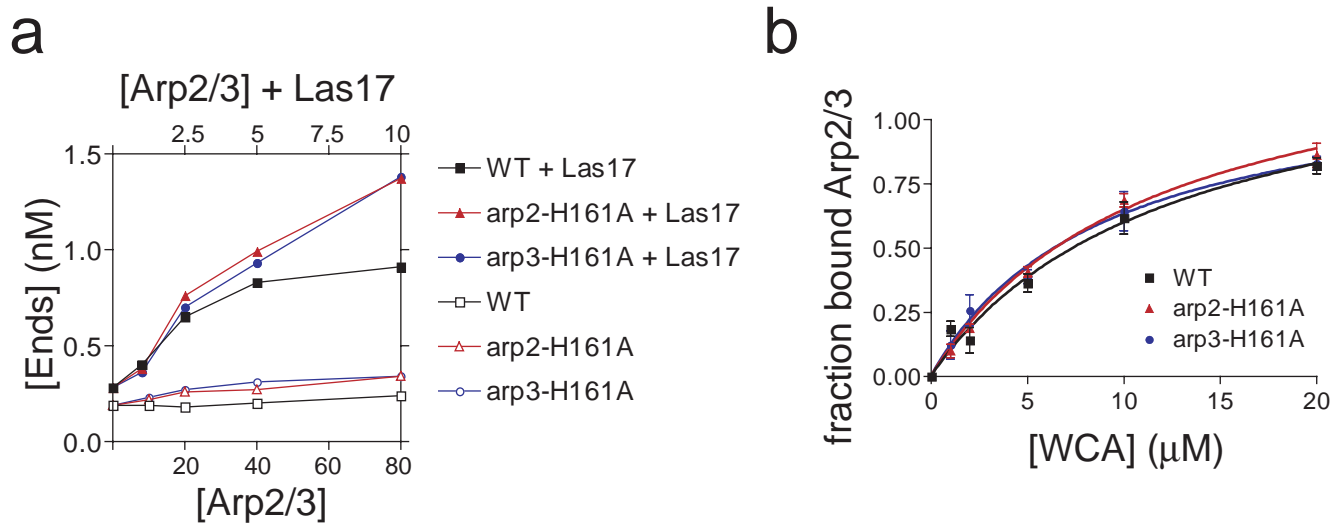 a
[Arp2/3] + Las17
2.5 5 7.5 10
1.5
1.0
0.5
0.0
[Ends] (nM)
20 40 60 80
[Arp2/3]
WT + Las17
arp2-H161A + Las17
arp3-H161A + Las17
WT
arp2-H161A
arp3-H161A
b
1.00
0.75
0.50
0.25
0.00
fraction bound Arp2/3
0 5 10 15 20
[WCA] (μM)
WT
arp2-H161A
arp3-H161A